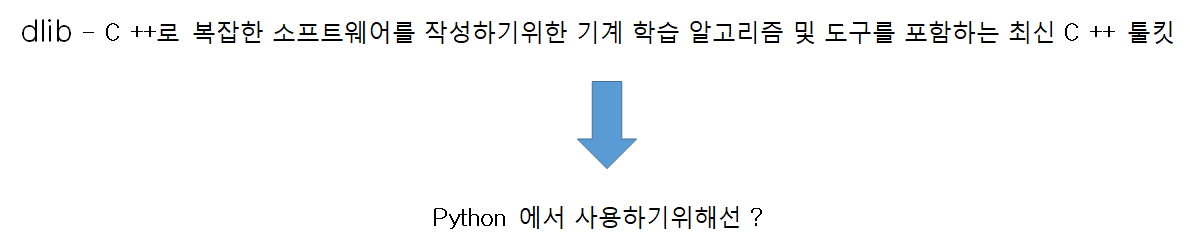 dlib - C ++로 복잡한 소프트웨어를 작성하기위한 기계 학습 알고리즘 및 도구를 포함하는 최신 C ++ 툴킷
Python 에서 사용하기위해선 ?